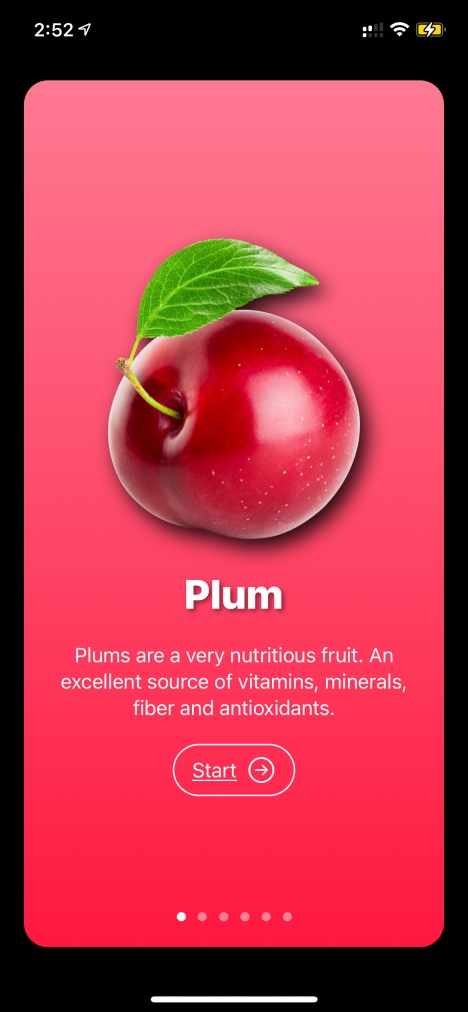 2:52
Plum
Plums are a very nutritious fruit. An
excellent source of vitamins, minerals,
fiber and antioxidants.
Start